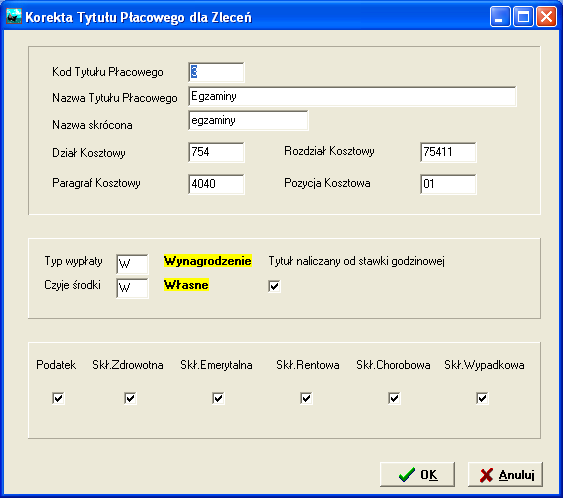 Korekta Tytułu Płacowego dla Zleceń
Kod Tytułu Płacowego 3
Nazwa Tytułu Płacowego Egzaminy
Nazwa skrócona egzaminy
Dział Kosztowy 754 Rozdział Kosztowy 75411
Paragraf Kosztowy 4040 Pozycja Kosztowa 01
Typ wypłaty W Wynagrodzenie Tytuł naliczany od stawki godzinowej
Czyje środki W Własne
Podatek Skł.Zdrowotna Skł.Emerytalna Skł.Rentowa Skł.Chorobowa Skł.Wypadkowa
OK Anuluj